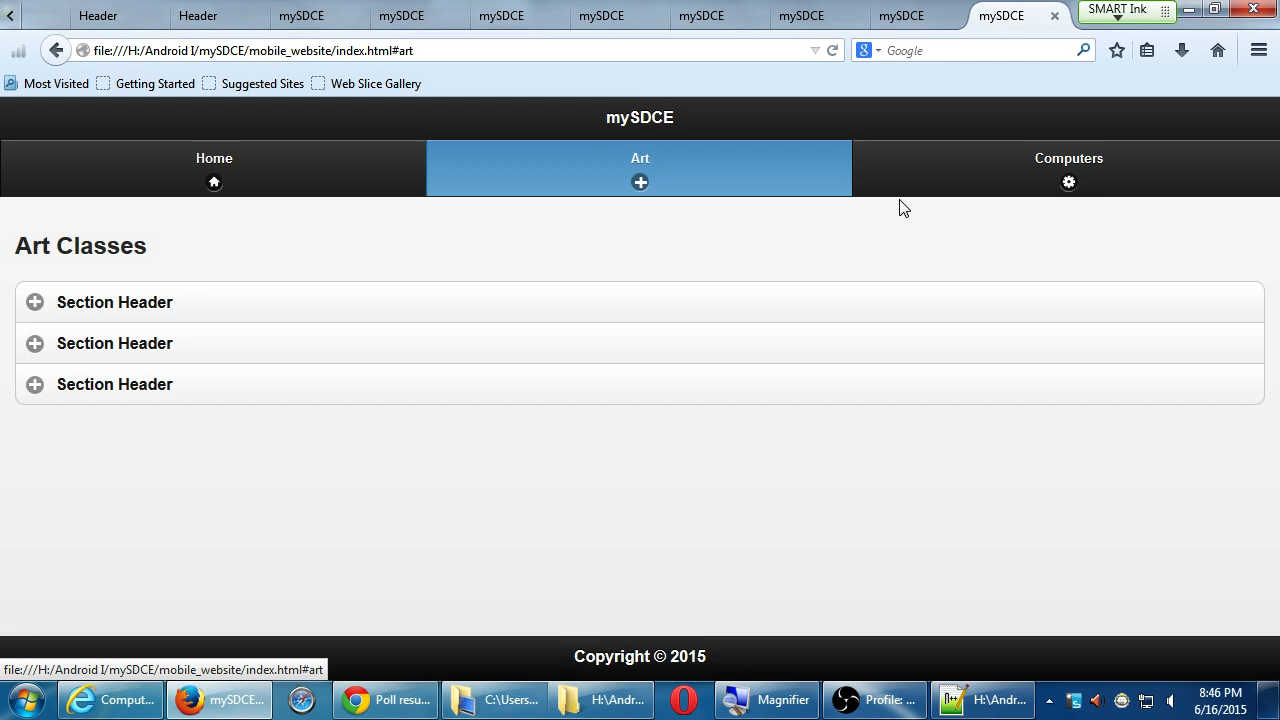 Header Header mySDCE mySDCE mySDCE mySDCE mySDCE mySDCE mySDCE mySDCE SMART Ink
file:///H:/Android I/mySDCE/mobile_website/index.html#art Google
Most Visited Getting Started Suggested Sites Web Slice Gallery
mySDCE
Home Art Computers
Art Classes
Section Header
Section Header
Section Header
Copyright © 2015
file:///H:/Android I/mySDCE/mobile_website/index.html#art
Comput... mySDCE... Poll resu... C:\Users... H:\Andr... Magnifier Profile: ... H:\Andr... 8:46 PM
6/16/2015